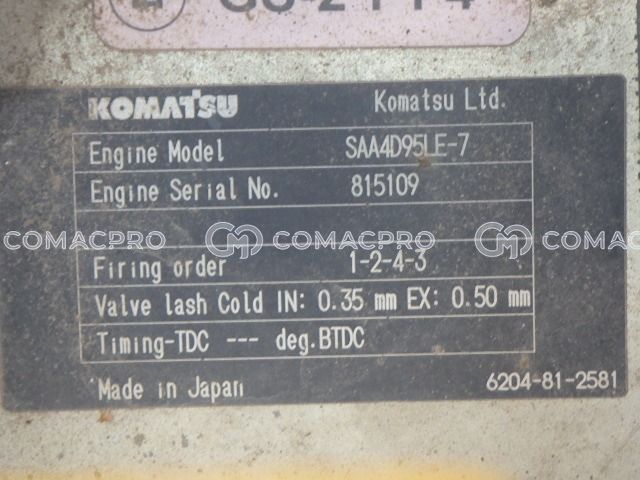 KOMATSU Komatsu Ltd.
Engine Model SAA4D95LE-7
Engine Serial No. 815109
COMACPRO COMACPRO COMACPRO
Firing order 1-2-4-3
Valve lash Cold IN: 0.35 mm EX: 0.50 mm
Timing-TDC --- deg.BTDC
Made in Japan 6204-81-2581